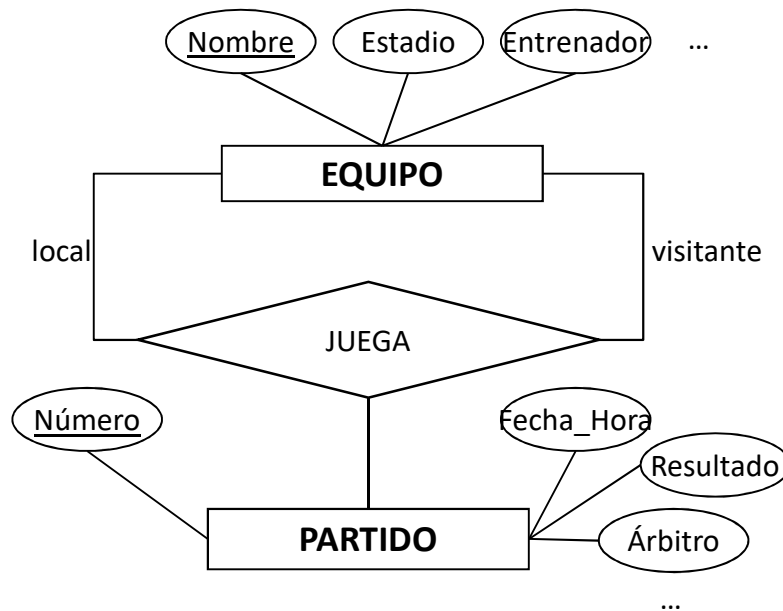 Nombre
Estadio
Entrenador
...
EQUIPO
local
visitante
JUEGA
Número
Fecha_Hora
Resultado
PARTIDO
Árbitro
...